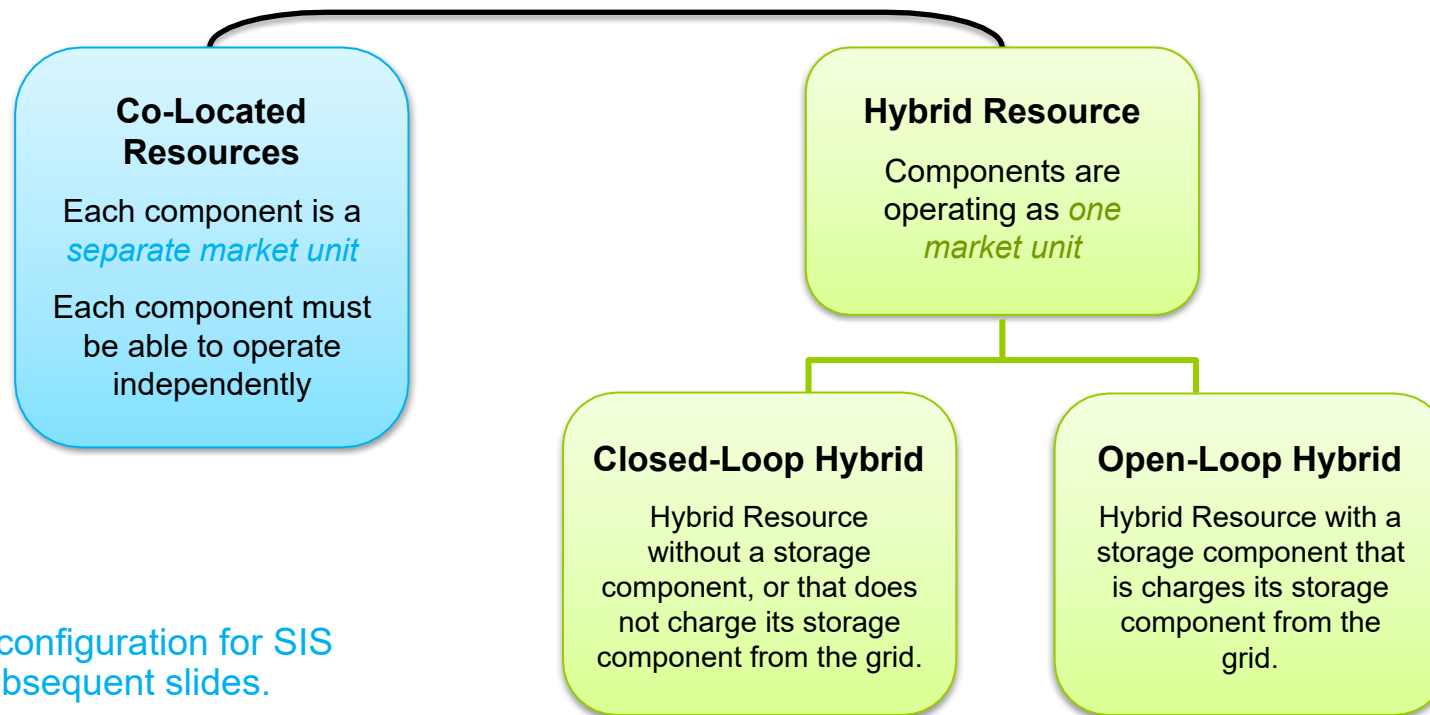 Co-Located
Resources
Each component is a
separate market unit
Each component must
be able to operate
independently
Hybrid Resource
Components are
operating as one
market unit
Closed-Loop Hybrid
Hybrid Resource
without a storage
component, or that does
not charge its storage
component from the grid.
Open-Loop Hybrid
Hybrid Resource with a
storage component that
is charges its storage
component from the
grid.
configuration for SIS
bsequent slides.